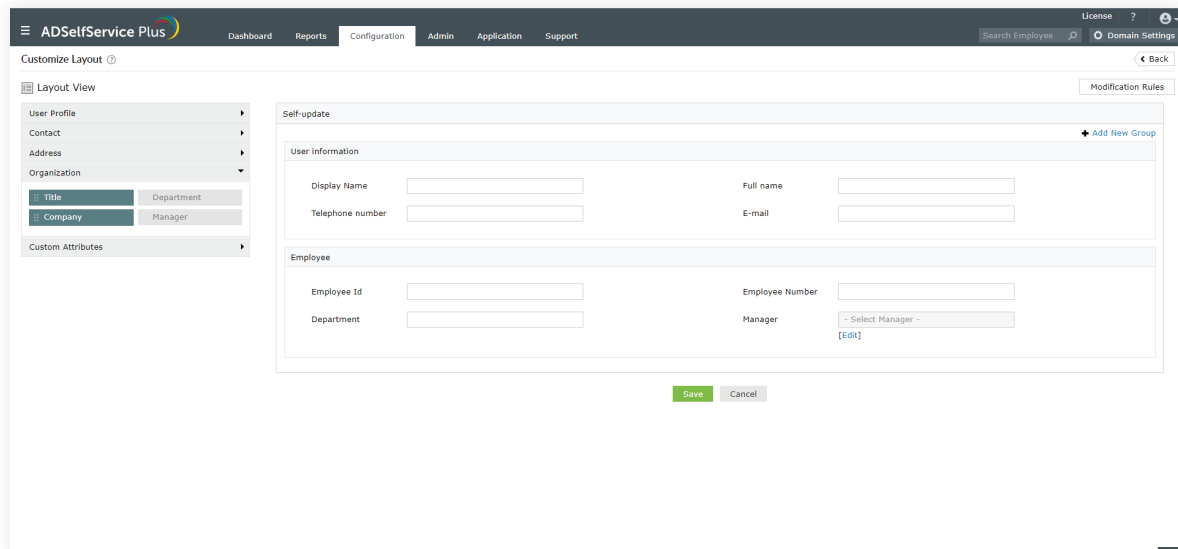 License ?
ADSelfService Plus
Dashboard Reports Configuration Admin Application Support
Search Employee Domain Settings
Customize Layout ?
Back
Layout View
Modification Rules
User Profile
Contact
Address
Organization
Title Department
Company Manager
Custom Attributes
Self-update
Add New Group
User information
Display Name Full name
Telephone number E-mail
Employee
Employee Id Employee Number
Department Manager - Select Manager -
[Edit]
Save Cancel